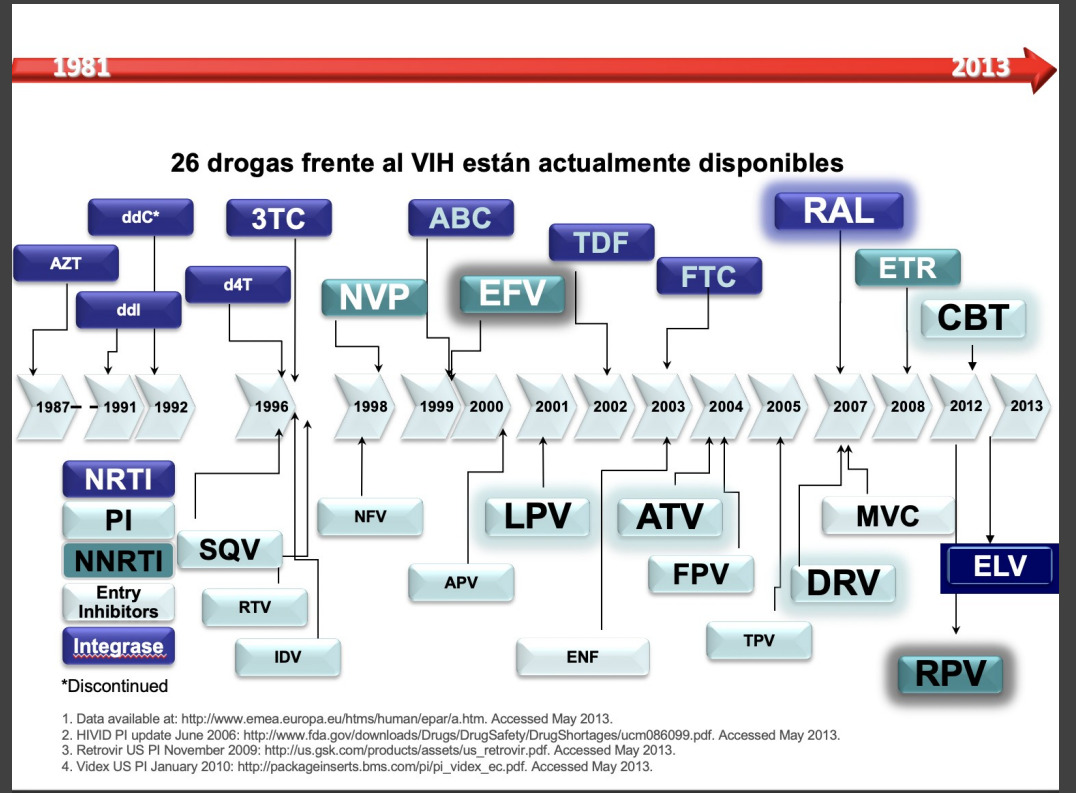 1981
2013
26 drogas frente al VIH están actualmente disponibles
ddC*
3TC
ABC
RAL
AZT
TDF
ETR
d4T
FTC
ddI
NVP
EFV
CBT
1987
1991
1992
1996
1998
1999
2000
2001
2002
2003
2004
2005
2007
2008
2012
2013
NRTI
PI
NNRTI
Entry
Inhibitors
Integrase
*Discontinued
SQV
RTV
IDV
NFV
APV
LPV
ENF
ATV
FPV
TPV
DRV
MVC
ELV
RPV
1. Data available at: http://www.emea.europa.eu/htms/human/epar/a.htm. Accessed May 2013.
2. HIVID PI update June 2006: http://www.fda.gov/downloads/Drugs/DrugSafety/DrugShortages/ucm086099.pdf. Accessed May 2013.
3. Retrovir US PI November 2009: http://us.gsk.com/products/assets/us_retrovir.pdf. Accessed May 2013.
4. Videx US PI January 2010: http://packageinserts.bms.com/pi/pi_videx_ec.pdf. Accessed May 2013.